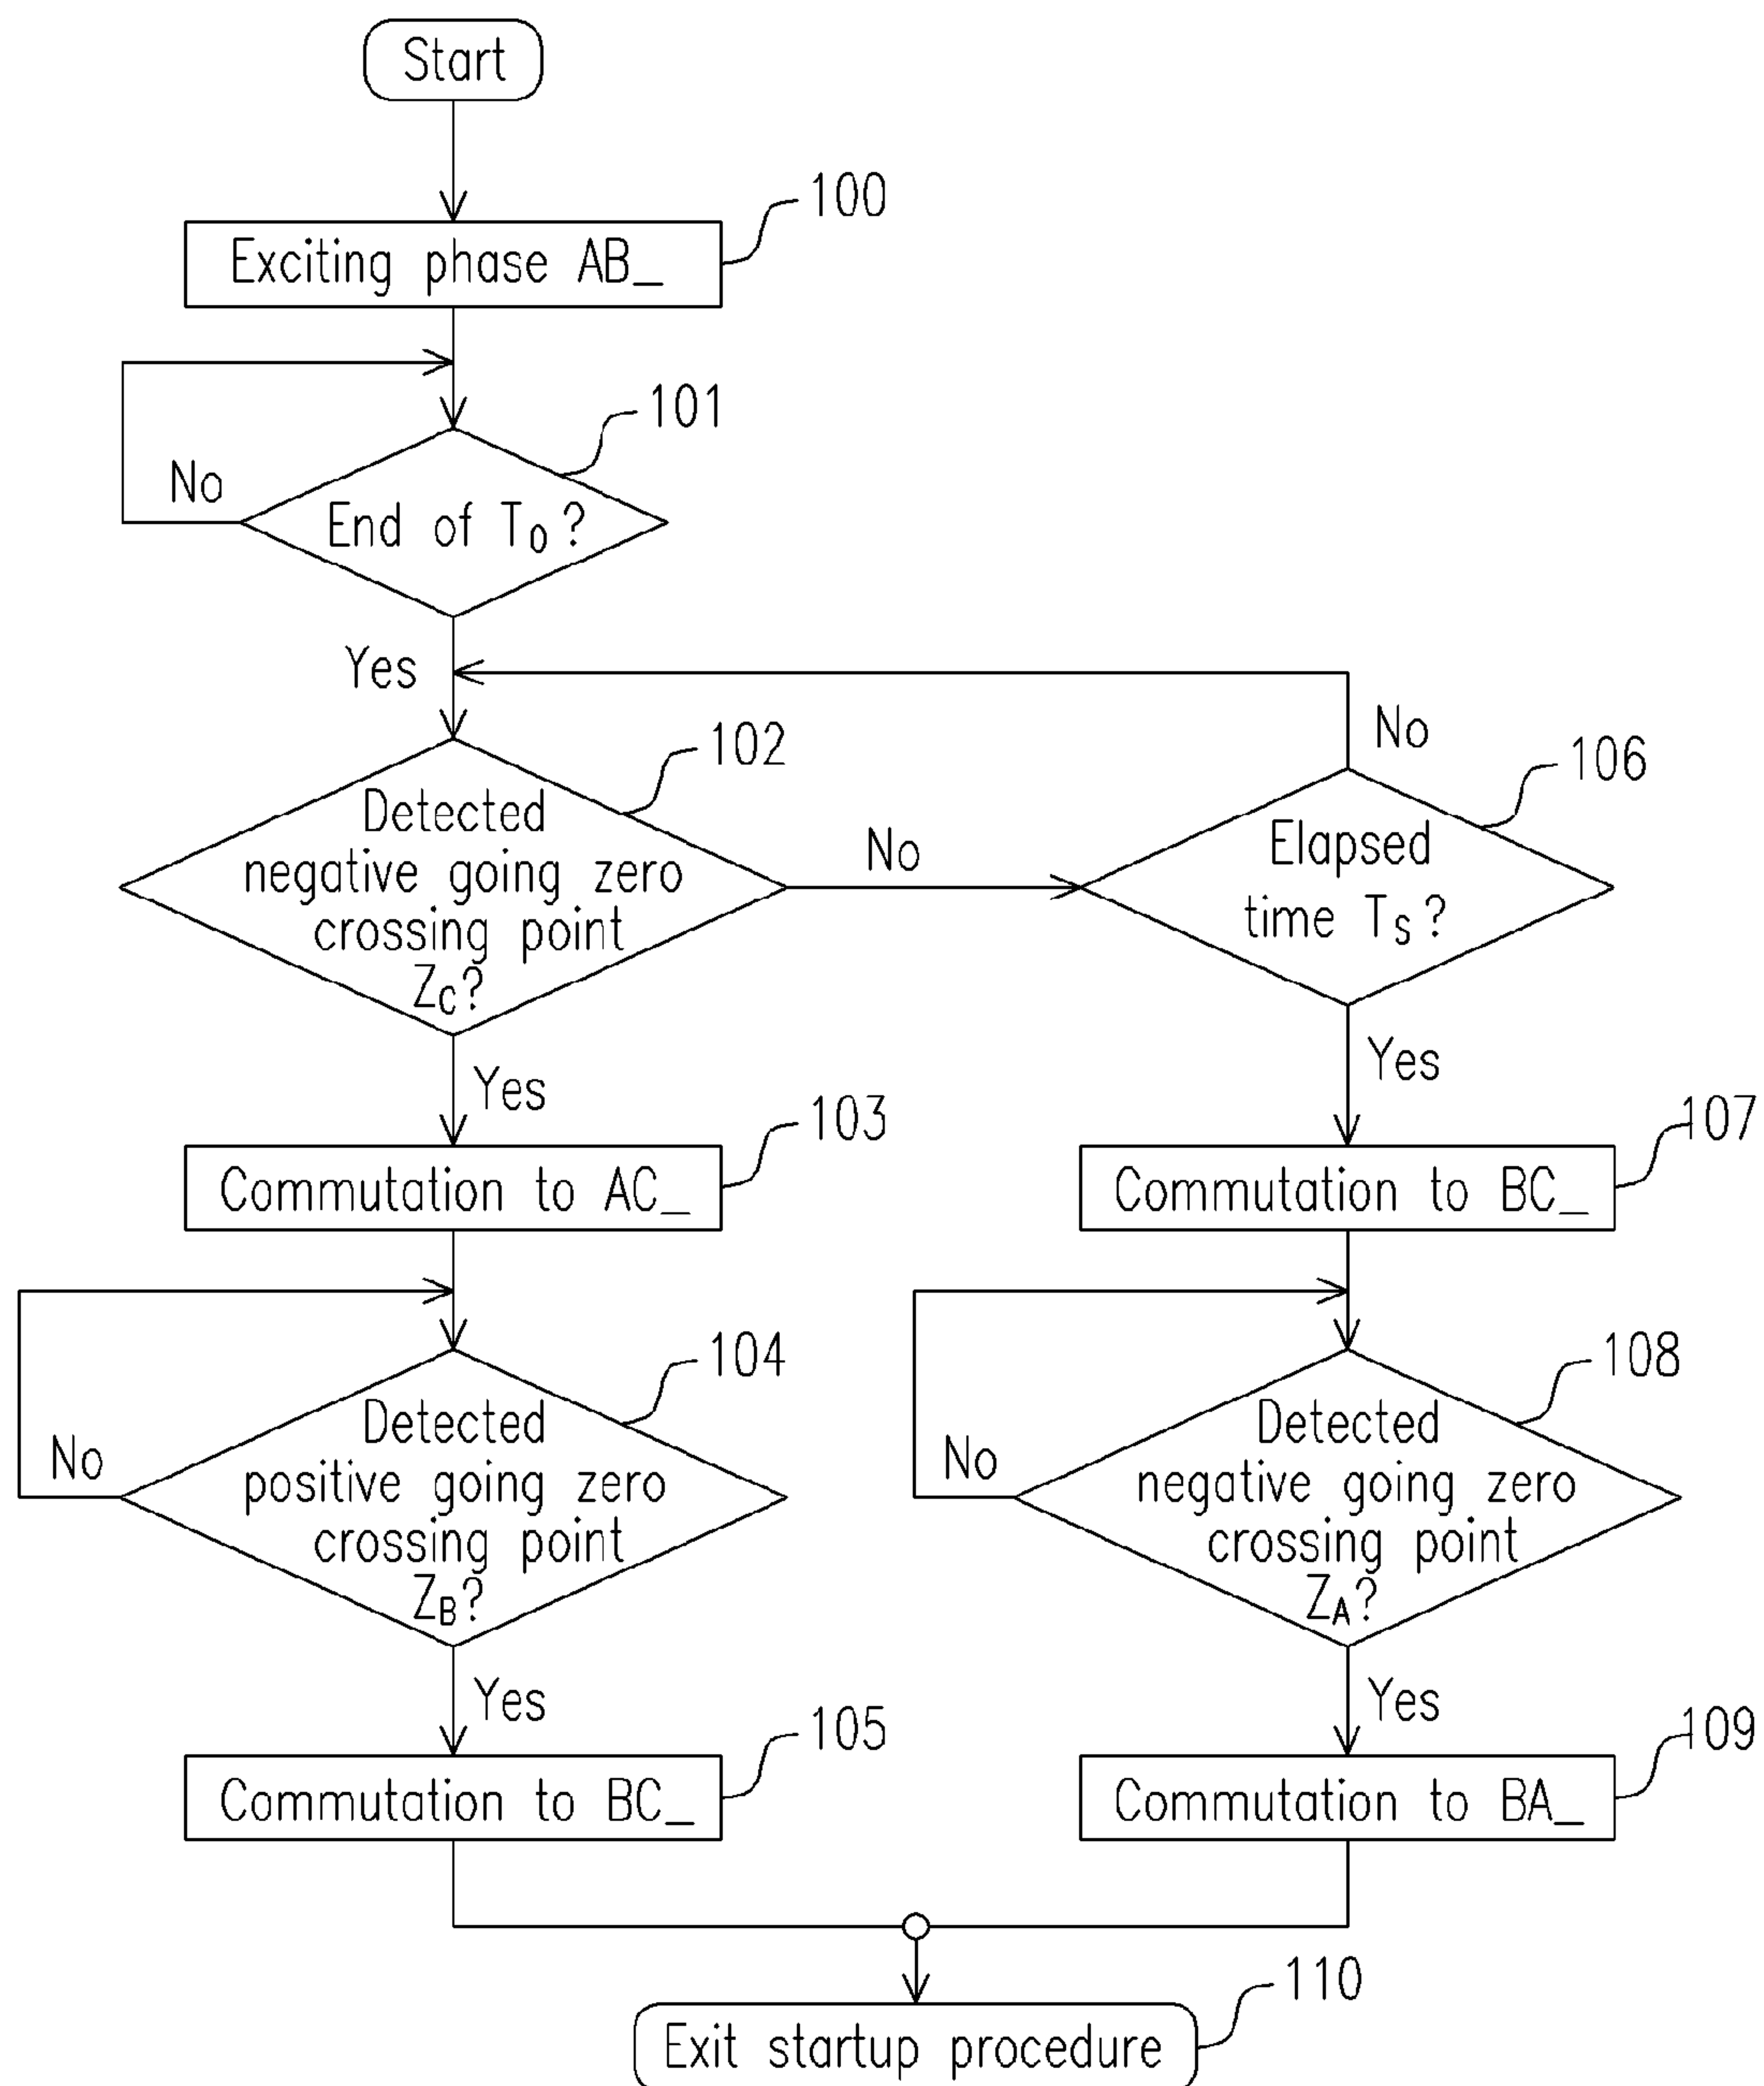 Start
100
Exciting phase AB_
101
No
End of T0?
Yes
No
102
106
Detected
negative going zero
crossing point
ZC?
No
Elapsed
time TS?
Yes
Yes
103
107
Commutation to AC_
Commutation to BC_
104
108
No
Detected
positive going zero
crossing point
ZB?
No
Detected
negative going zero
crossing point
ZA?
Yes
Yes
105
109
Commutation to BC_
Commutation to BA_
110
Exit startup procedure